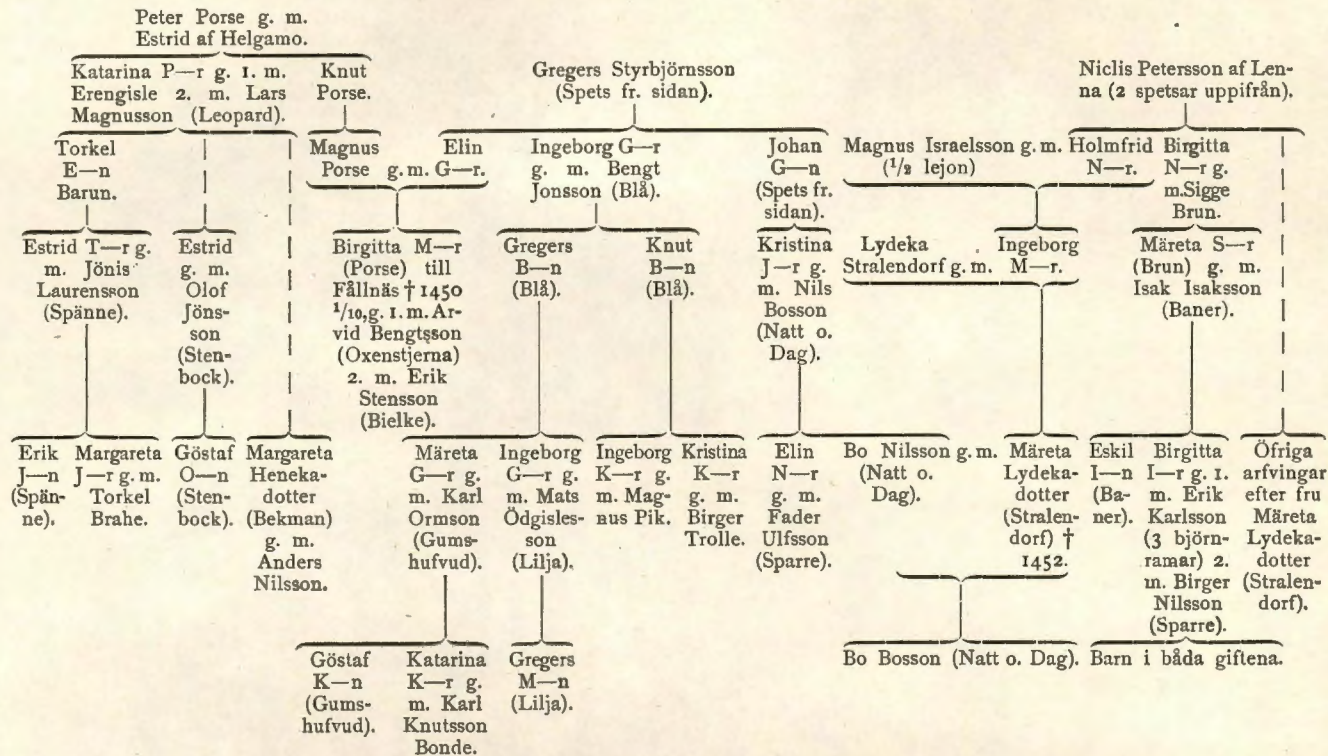 Peter Porse g. m.
Estrid af Helgamo.
Katarina P—r g. 1. m.
Erengisle 2. m. Lars
Magnusson (Leopard).
Knut
Porse.
Gregers Styrbjörnsson
(Spets fr. sidan).
Niclis Petersson af Len-
na (2 spetsar uppifrån).
Torkel
E—n
Barun.
Magnus
Porse g. m.
Elin
G—r.
Ingeborg G—r
g. m. Bengt
Jonsson (Blå).
Johan
G—n
(Spets fr.
sidan).
Magnus Israelsson g. m.
(1/2 lejon)
Holmfrid
N—r.
Birgitta
N—r g.
m.Sigge
Brun.
Estrid T—r g.
m. Jönis
Laurensson
(Spänne).
Estrid
g. m.
Olof
Jöns-
son
(Sten-
bock).
Birgitta M—r
(Porse) till
Fållnäs † 1450
1/10, g. 1. m. Ar-
vid Bengtsson
(Oxenstjerna)
2. m. Erik
Stensson
(Bielke).
Gregers
B—n
(Blå).
Knut
B—n
(Blå).
Kristina
J—r g.
m. Nils
Bosson
(Natt o.
Dag).
Lydeka
Stralendorf g. m.
Ingeborg
M—r.
Märeta S—r
(Brun) g. m.
Isak Isaksson
(Baner).
Erik
J—n
(Spän-
ne).
Margareta
J—r g. m.
Torkel
Brahe.
Göstaf
O—n
(Sten-
bock).
Margareta
Heneka-
dotter
(Bekman)
g. m.
Anders
Nilsson.
Märeta
G—r g.
m. Karl
Ormson
(Gums-
hufvud).
Ingeborg
G—r g.
m. Mats
Ödgisles-
son
(Lilja).
Ingeborg
K—r g.
m. Mag-
nus Pik.
Kristina
K—r
g. m.
Birger
Trolle.
Elin
N—r
g. m.
Fader
Ulfsson
(Sparre).
Bo Nilsson g. m.
(Natt o.
Dag).
Märeta
Lydeka-
dotter
(Stralen-
dorf) †
1452.
Eskil
I—n
(Ba-
ner).
Birgitta
I—r g. 1.
m. Erik
Karlsson
(3 björn-
ramar) 2.
m. Birger
Nilsson
(Sparre).
Öfriga
arfvingar
efter fru
Märeta
Lydeka-
dotter
(Stralen-
dorf).
Göstaf
K—n
(Gums-
hufvud).
Katarina
K—r g.
m. Karl
Knutsson
Bonde.
Gregers
M—n
(Lilja).
Bo Bosson (Natt o. Dag).
Barn i båda giftena.